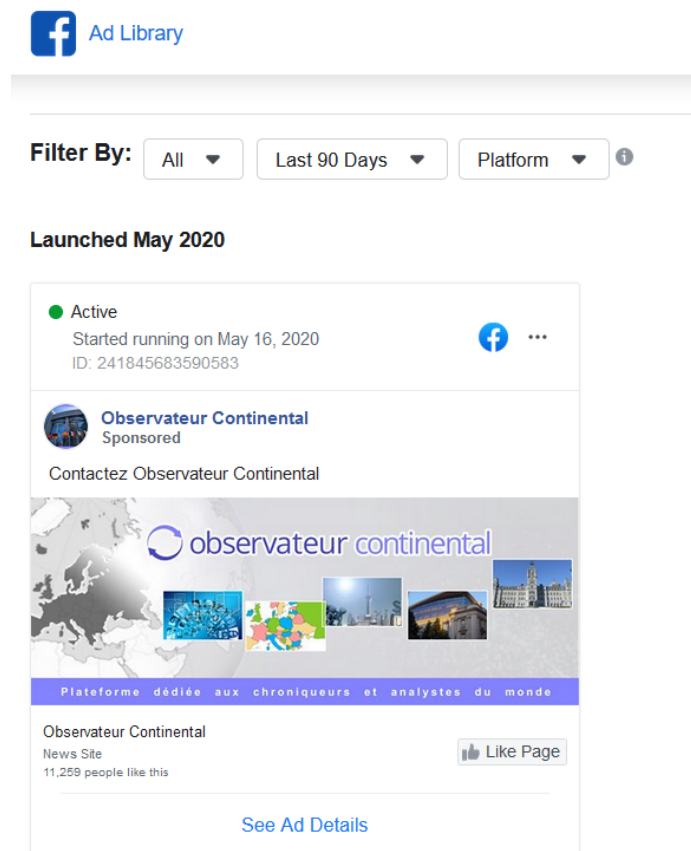 Ad Library
Filter By: All Last 90 Days Platform
Launched May 2020
Active
Started running on May 16, 2020
ID: 241845683590583
Observateur Continental
Sponsored
Contactez Observateur Continental
observateur continental
Plateforme dédiée aux chroniqueurs et analystes du monde
Observateur Continental
News Site
Like Page
11,259 people like this
See Ad Details